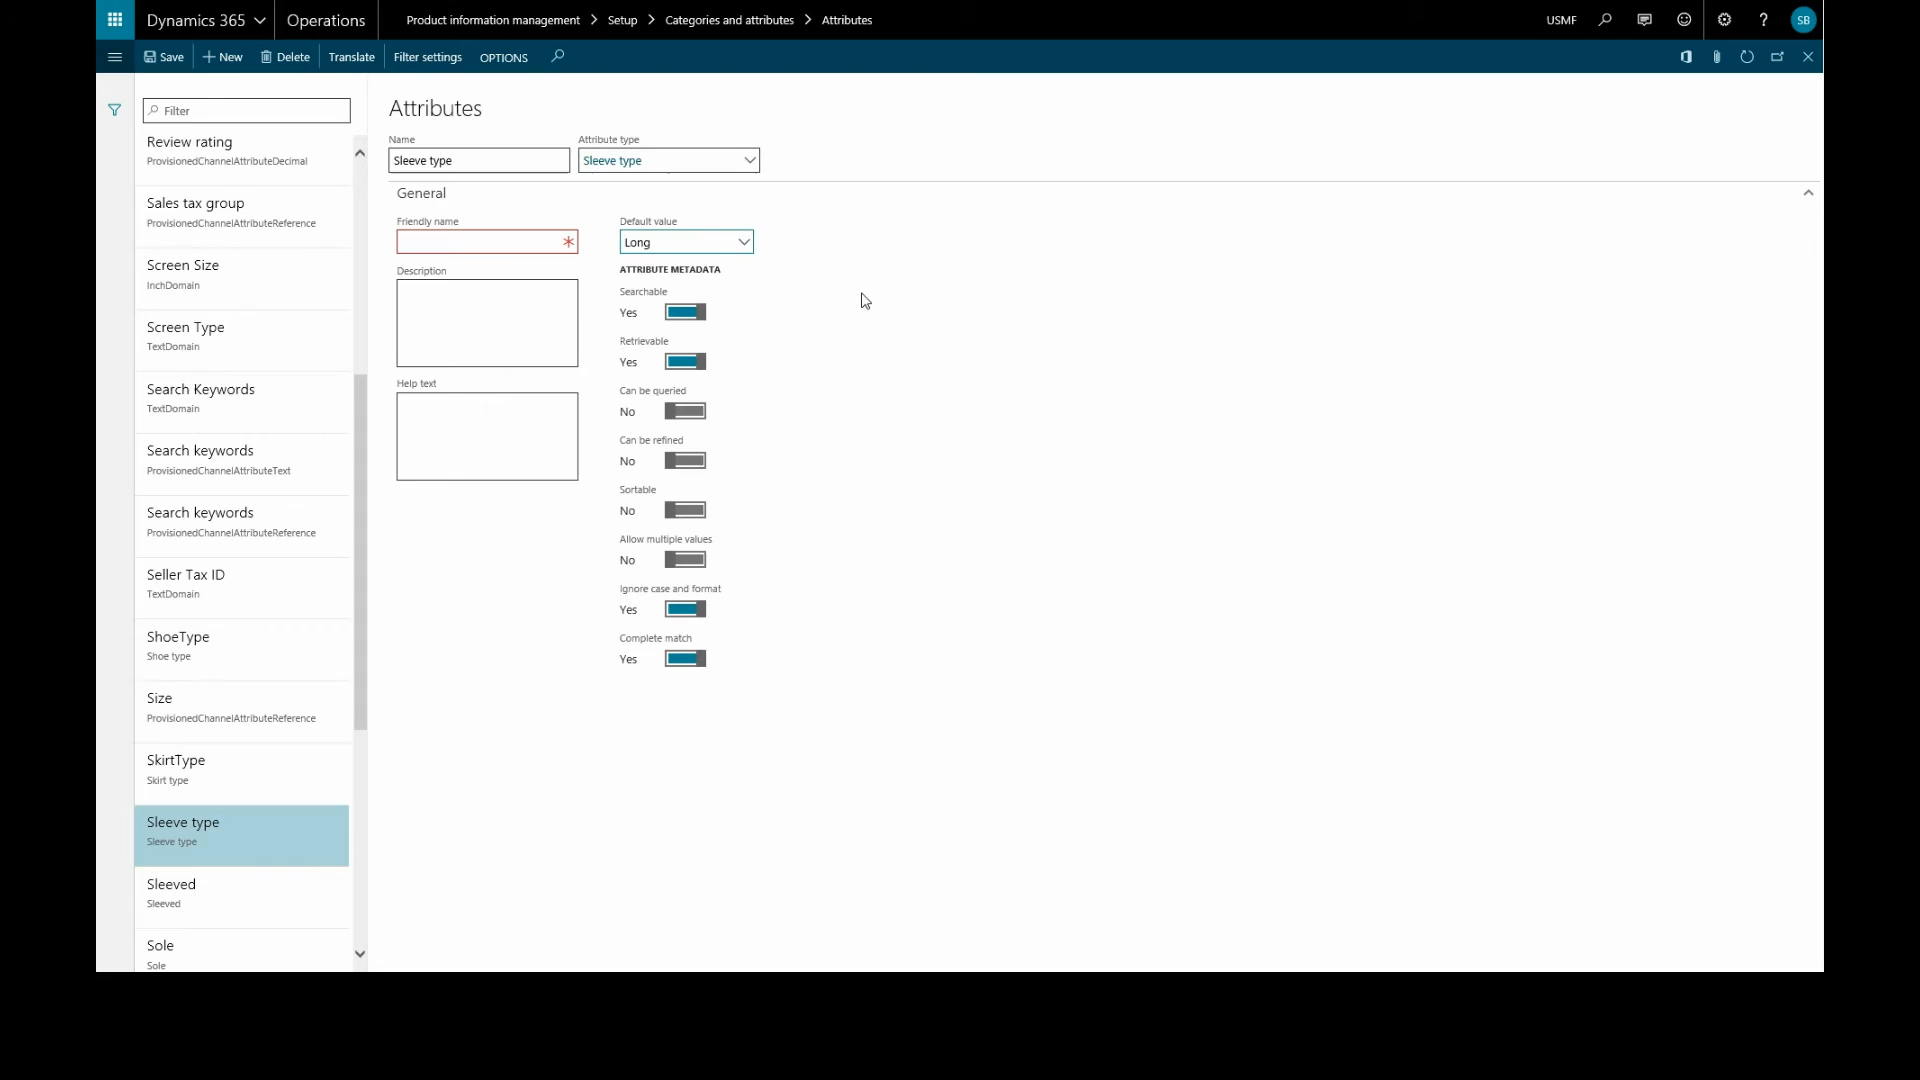 Dynamics 365 Operations Product information management Setup Categories and attributes Attributes USMF ? SB
Save + New Delete Translate Filter settings OPTIONS
Filter
Review rating
ProvisionedChannelAttributeDecimal
Sales tax group
ProvisionedChannelAttributeReference
Screen Size
InchDomain
Screen Type
TextDomain
Search Keywords
TextDomain
Search keywords
ProvisionedChannelAttributeText
Search keywords
ProvisionedChannelAttributeReference
Seller Tax ID
TextDomain
ShoeType
Shoe type
Size
ProvisionedChannelAttributeReference
SkirtType
Skirt type
Sleeve type
Sleeve type
Sleeved
Sleeved
Sole
Sole
Attributes
Name Attribute type
Sleeve type Sleeve type
General
Friendly name
Description
Help text
Default value
Long
ATTRIBUTE METADATA
Searchable
Yes
Retrievable
Yes
Can be queried
No
Can be refined
No
Sortable
No
Allow multiple values
No
Ignore case and format
Yes
Complete match
Yes